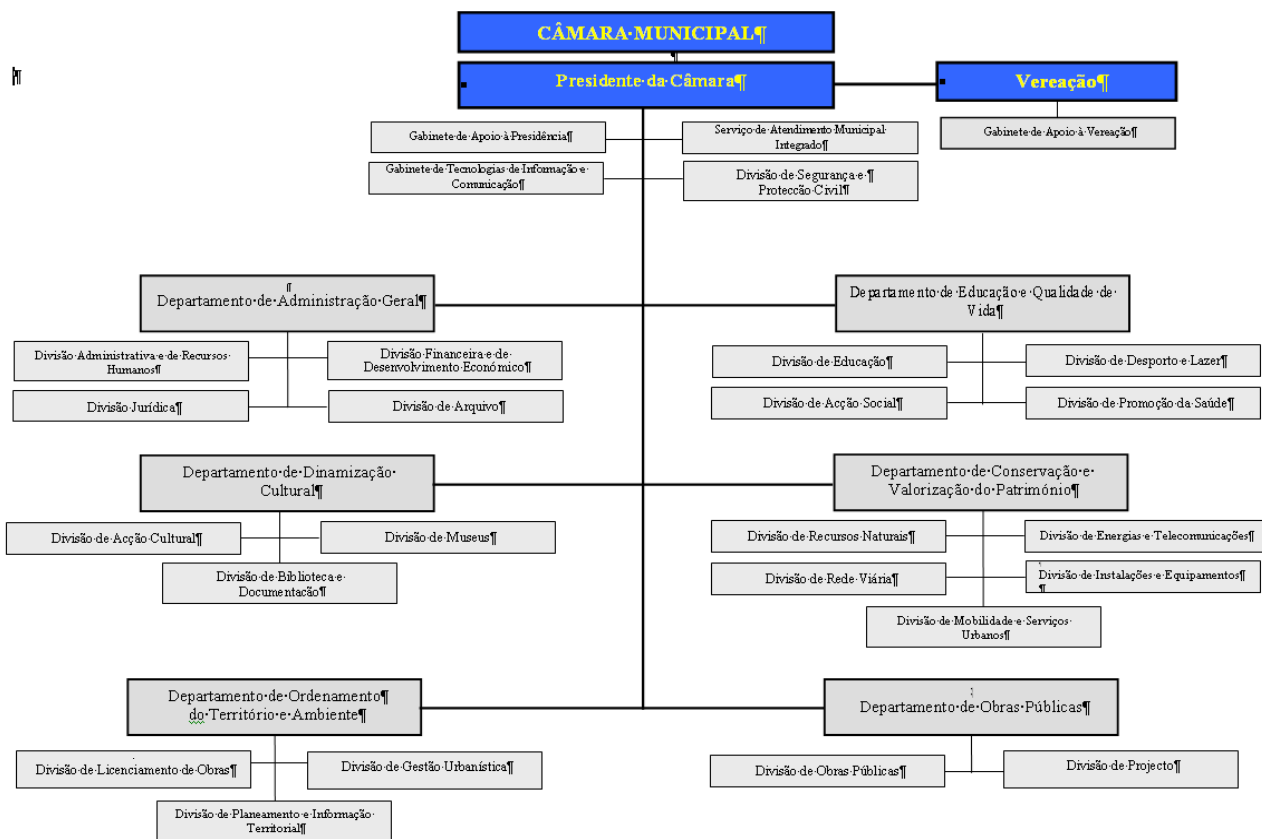 CÂMARA·MUNICIPAL¶
¶
¶
Presidente·da·Câmara¶
Vereação¶
Gabinete·de·Apoio·à·Presidência¶
Serviço·de·Atendimento·Municipal·
Integrado¶
Gabinete·de·Apoio·à·Vereação¶
Gabinete·de·Tecnologias·de·Informação·e·
Comunicação¶
Divisão·de·Segurança·e·¶
Protecção·Civil¶
¶
Departamento·de·Administração·Geral¶
Departamento·de·Educação·e·Qualidade·de·
Vida¶
Divisão·Administrativa·e·de·Recursos·
Humanos¶
Divisão·Financeira·e·de·
Desenvolvimento·Económico¶
Divisão·de·Educação¶
Divisão·de·Desporto·e·Lazer¶
Divisão·Jurídica¶
Divisão·de·Arquivo¶
Divisão·de·Acção·Social¶
Divisão·de·Promoção·da·Saúde¶
Departamento·de·Dinamização·
Cultural¶
Departamento·de·Conservação·e·
Valorização·do·Património¶
Divisão·de·Acção·Cultural¶
Divisão·de·Museus¶
Divisão·de·Recursos·Naturais¶
Divisão·de·Energias·e·Telecomunicações¶
Divisão·de·Biblioteca·e·
Documentacão¶
Divisão·de·Rede·Viária¶
Divisão·de·Instalações·e·Equipamentos¶
¶
Divisão·de·Mobilidade·e·Serviços·
Urbanos¶
Departamento·de·Ordenamento¶
do·Território·e·Ambiente¶
Departamento·de·Obras·Públicas¶
Divisão·de·Licenciamento·de·Obras¶
Divisão·de·Gestão·Urbanística¶
Divisão·de·Obras·Públicas¶
Divisão·de·Projecto¶
Divisão·de·Planeamento·e·Informação·
Territorial¶